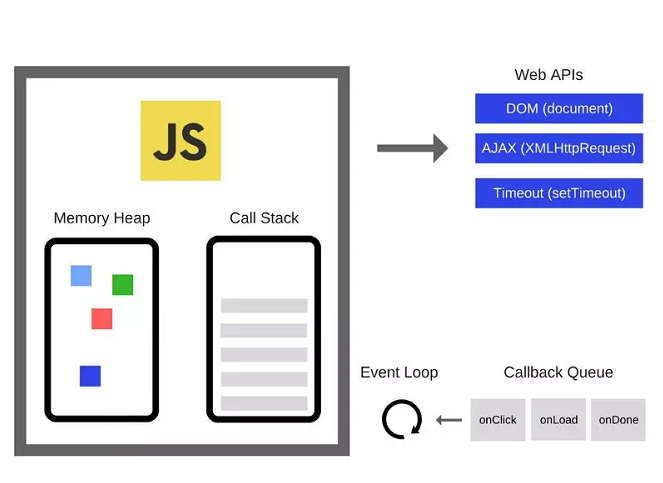 Web APIs
DOM (document)
JS
AJAX (XMLHttpRequest)
Timeout (setTimeout)
Memory Heap
Call Stack
Event Loop
Callback Queue
onClick
onLoad
onDone